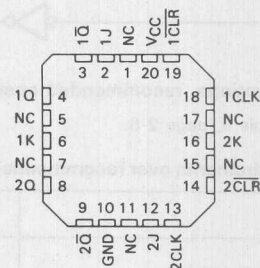 1Q̅ 1J NC VCC 1C̅L̅R̅
3 2 1 20 19
1Q 4 18 1CLK
NC 5 17 NC
1K 6 16 2K
NC 7 15 NC
2Q 8 14 2C̅L̅R̅
9 10 11 12 13
2Q̅ GND NC 2J 2CLK